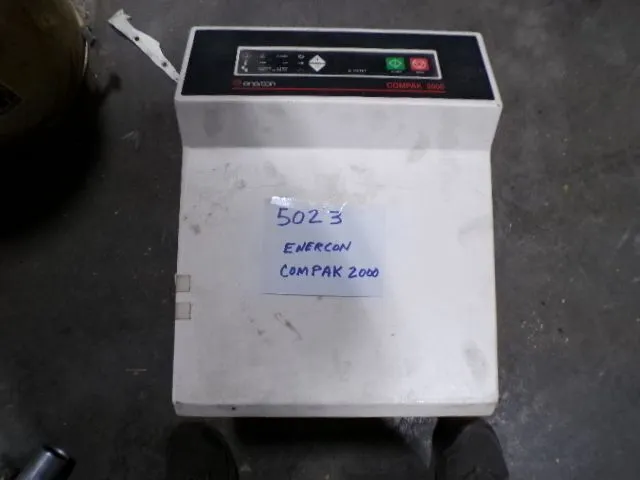 enercon
COMPAK 2000
5023
ENERCON
COMPAK 2000